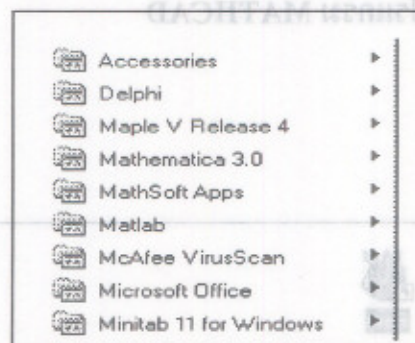 Accessories
Delphi
Maple V Release 4
Mathematica 3.0
MathSoft Apps
Matlab
McAfee VirusScan
Microsoft Office
Minitab 11 for Windows